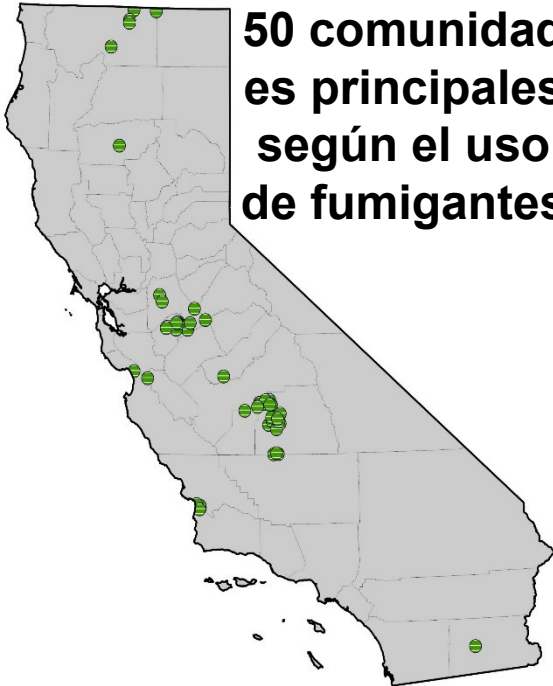 50 comunidad
es principales
según el uso
de fumigantes